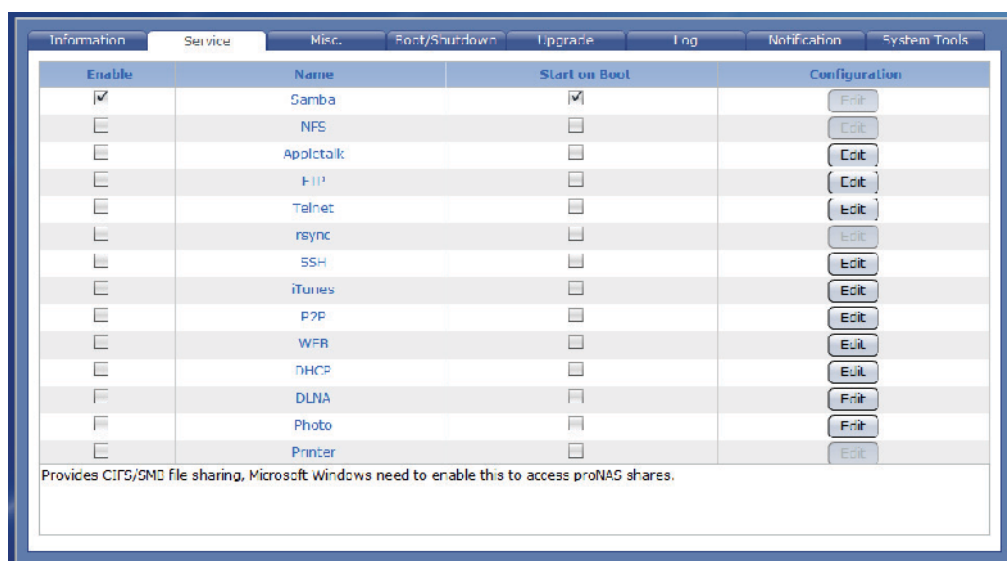 Information Service Misc. Boot/Shutdown Upgrade Log Notification System Tools
Enable Name Start on Boot Configuration
Samba Edit
NFS Edit
Appletalk Edit
FTP Edit
Telnet Edit
rsync Edit
SSH Edit
iTunes Edit
P2P Edit
WEB Edit
DHCP Edit
DLNA Edit
Photo Edit
Printer Edit
Provides CIFS/SMB file sharing, Microsoft Windows need to enable this to access proNAS shares.